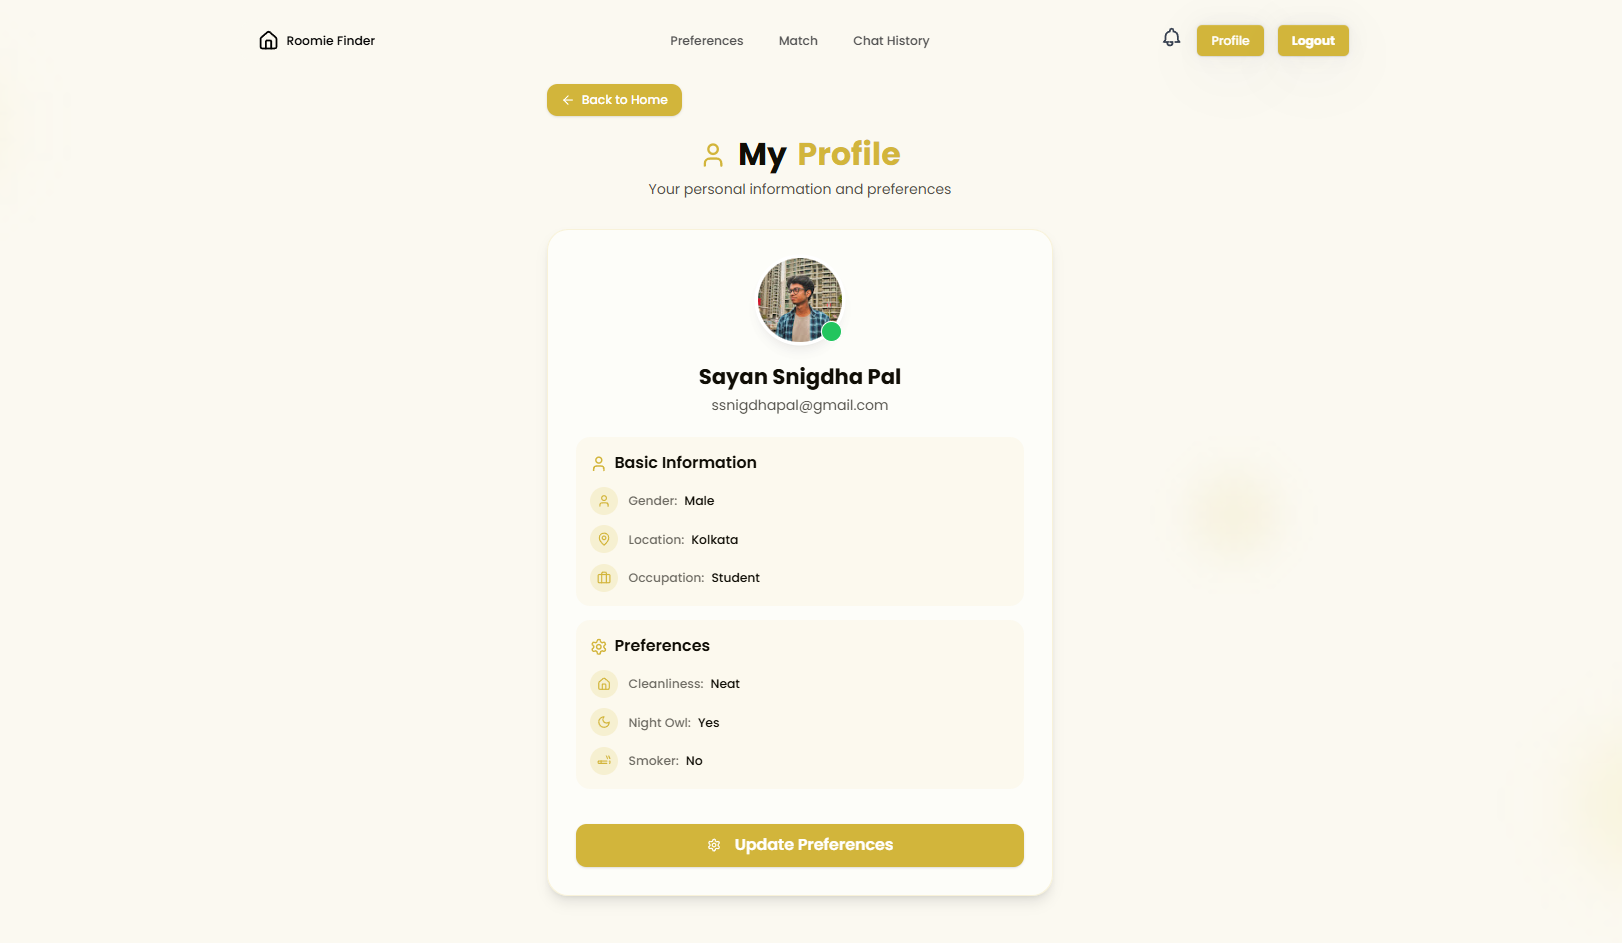 Roomie Finder
Preferences
Match
Chat History
Profile
Logout
Back to Home
My Profile
Your personal information and preferences
Sayan Snigdha Pal
ssnigdhapal@gmail.com
Basic Information
Gender: Male
Location: Kolkata
Occupation: Student
Preferences
Cleanliness: Neat
Night Owl: Yes
Smoker: No
Update Preferences